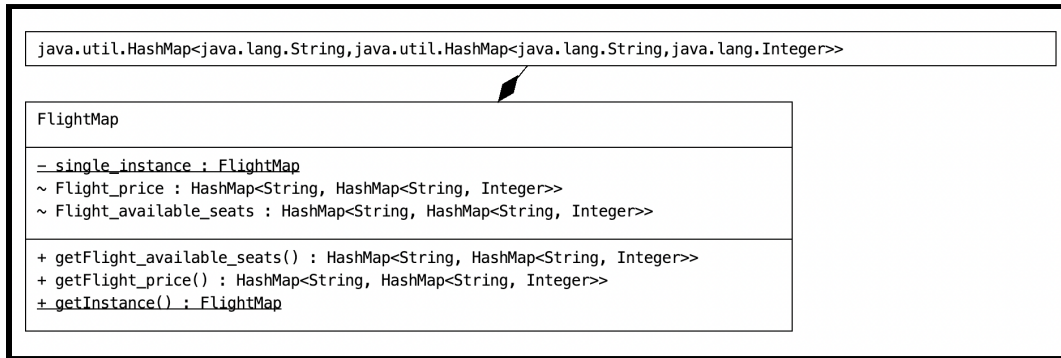 java.util.HashMap<java.lang.String,java.util.HashMap<java.lang.String,java.lang.Integer>>
FlightMap
– single_instance : FlightMap
~ Flight_price : HashMap<String, HashMap<String, Integer>>
~ Flight_available_seats : HashMap<String, HashMap<String, Integer>>
+ getFlight_available_seats() : HashMap<String, HashMap<String, Integer>>
+ getFlight_price() : HashMap<String, HashMap<String, Integer>>
+ getInstance() : FlightMap